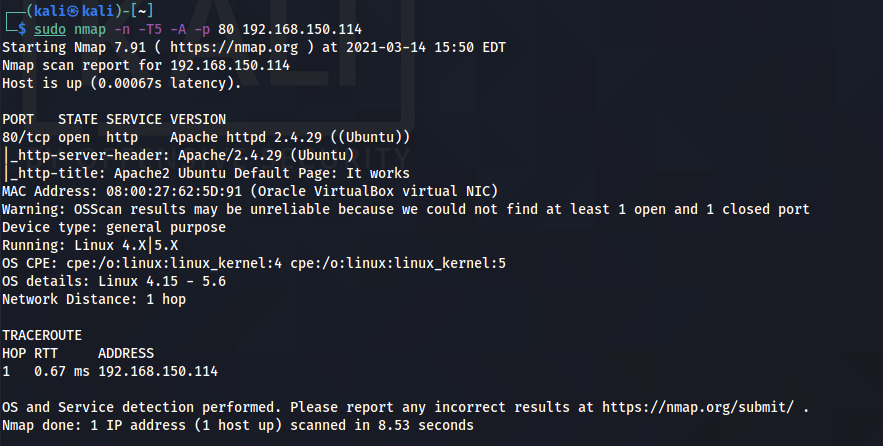 ┌──(kali㉿kali)-[~]
└─$ sudo nmap -n -T5 -A -p 80 192.168.150.114
Starting Nmap 7.91 ( https://nmap.org ) at 2021-03-14 15:50 EDT
Nmap scan report for 192.168.150.114
Host is up (0.00067s latency).

PORT   STATE SERVICE VERSION
80/tcp open  http    Apache httpd 2.4.29 ((Ubuntu))
|_http-server-header: Apache/2.4.29 (Ubuntu)
|_http-title: Apache2 Ubuntu Default Page: It works
MAC Address: 08:00:27:62:5D:91 (Oracle VirtualBox virtual NIC)
Warning: OSScan results may be unreliable because we could not find at least 1 open and 1 closed port
Device type: general purpose
Running: Linux 4.X|5.X
OS CPE: cpe:/o:linux:linux_kernel:4 cpe:/o:linux:linux_kernel:5
OS details: Linux 4.15 - 5.6
Network Distance: 1 hop

TRACEROUTE
HOP RTT     ADDRESS
1   0.67 ms 192.168.150.114

OS and Service detection performed. Please report any incorrect results at https://nmap.org/submit/ .
Nmap done: 1 IP address (1 host up) scanned in 8.53 seconds